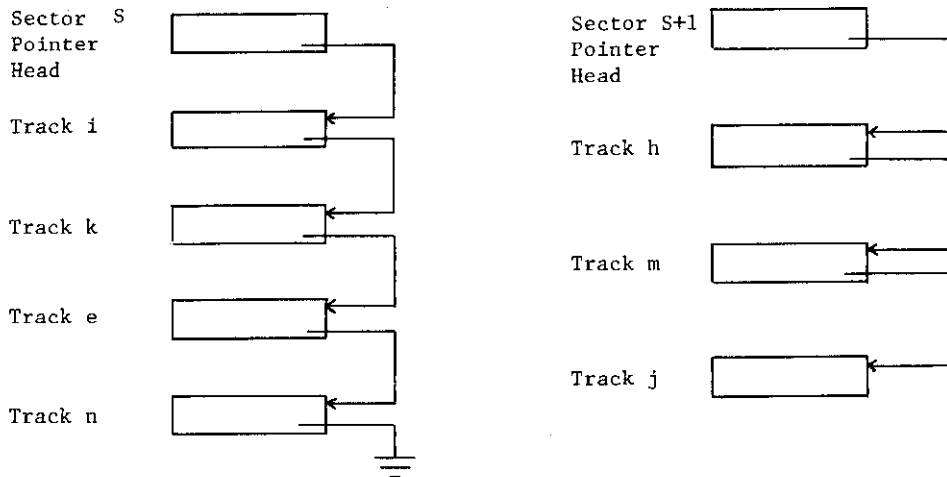 Sector S
Pointer
Head
Track i
Track k
Track e
Track n
Sector S+1
Pointer
Head
Track h
Track m
Track j